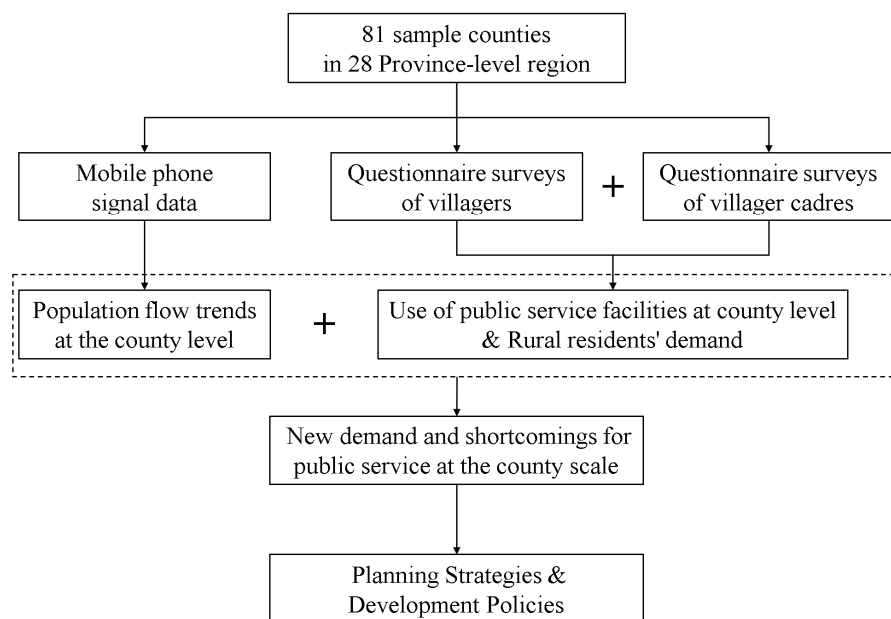 81 sample counties
in 28 Province-level region
Mobile phone
signal data
Questionnaire surveys
of villagers
+
Questionnaire surveys
of villager cadres
Population flow trends
at the county level
+
Use of public service facilities at county level
& Rural residents' demand
New demand and shortcomings for
public service at the county scale
Planning Strategies &
Development Policies